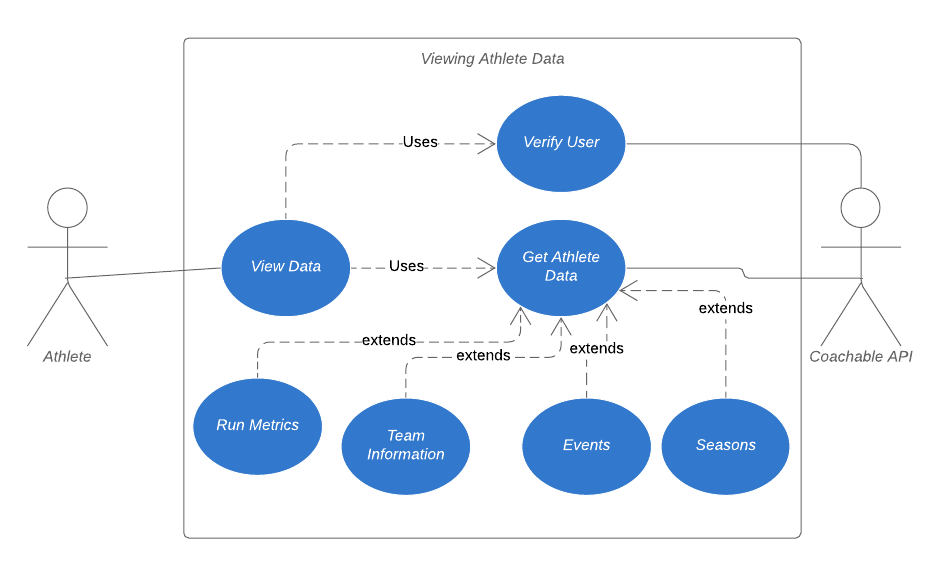 Viewing Athlete Data
Uses
Verify User
View Data
Uses
Get Athlete
Data
extends
extends
extends
extends
Athlete
Coachable API
Run Metrics
Team
Information
Events
Seasons